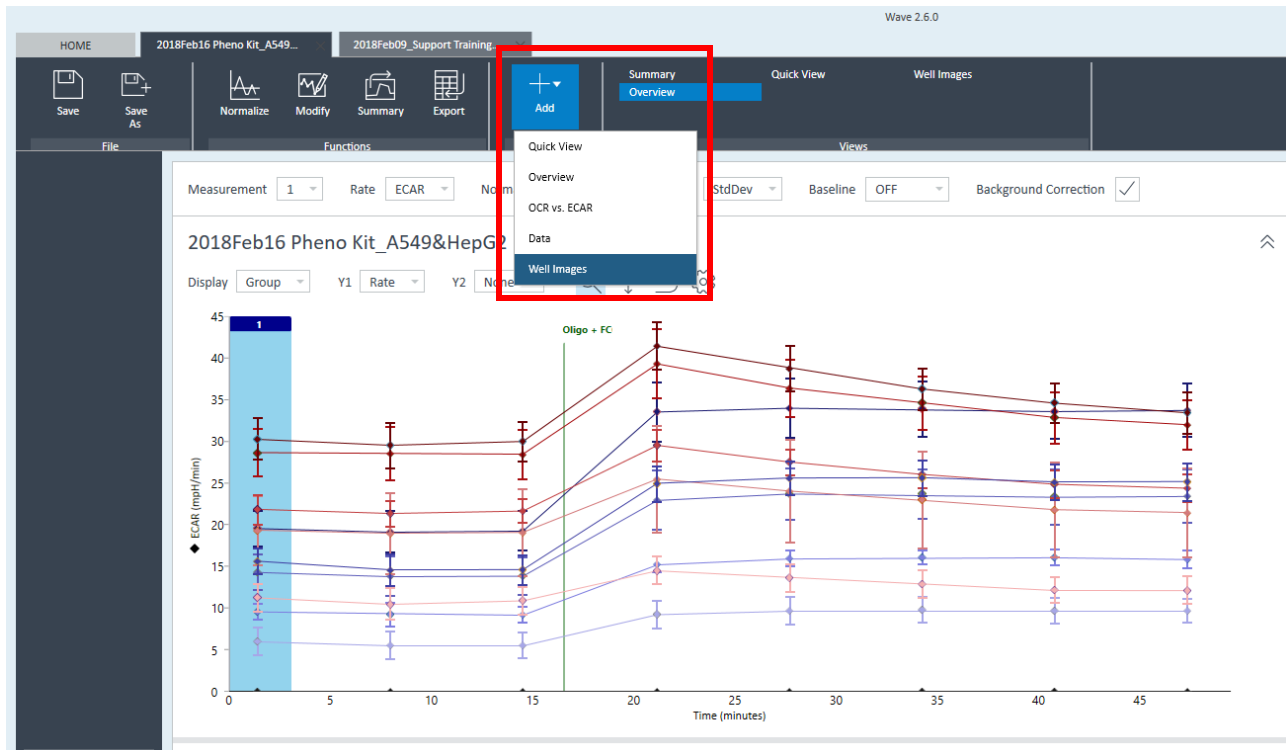 Wave 2.6.0
HOME
2018Feb16 Pheno Kit_A549...
2018Feb09_Support Training...
Save
Save As
Normalize
Modify
Summary
Export
Add
Summary
Quick View
Well Images
Overview
File
Functions
Views
Quick View
Overview
OCR vs. ECAR
Data
Well Images
Measurement 1 Rate ECAR Norm StdDev Baseline OFF Background Correction
2018Feb16 Pheno Kit_A549&HepG2
Display Group Y1 Rate Y2 None
1
Oligo + FC
ECAR (mpH/min)
45
40
35
30
25
20
15
10
5
0
0 5 10 15 20 25 30 35 40 45
Time (minutes)